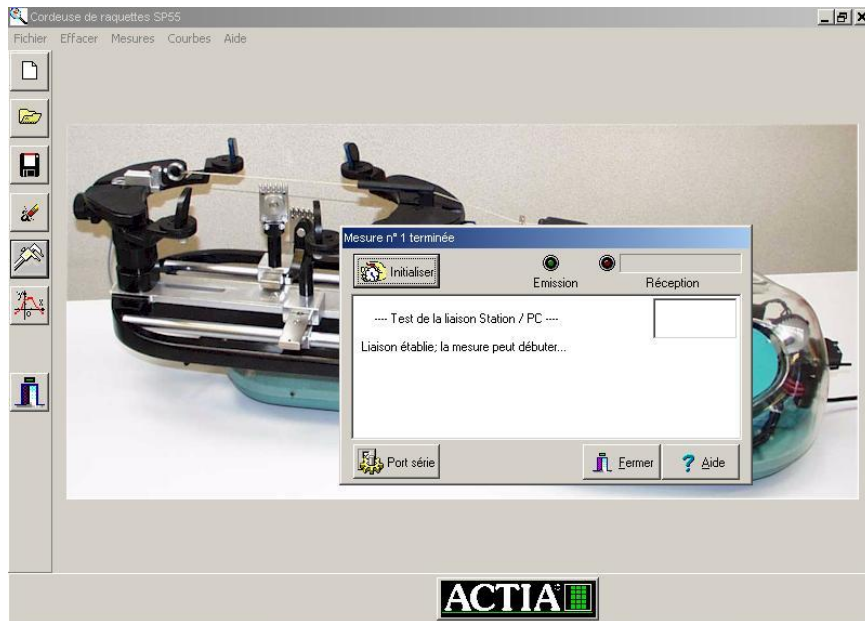 Cordeuse de raquettes SP55
Fichier Effacer Mesures Courbes Aide
Mesure n° 1 terminée
Initialiser
Emission
Réception
---- Test de la liaison Station / PC ----
Liaison établie; la mesure peut débuter...
Port série
Fermer
? Aide
ACTIA